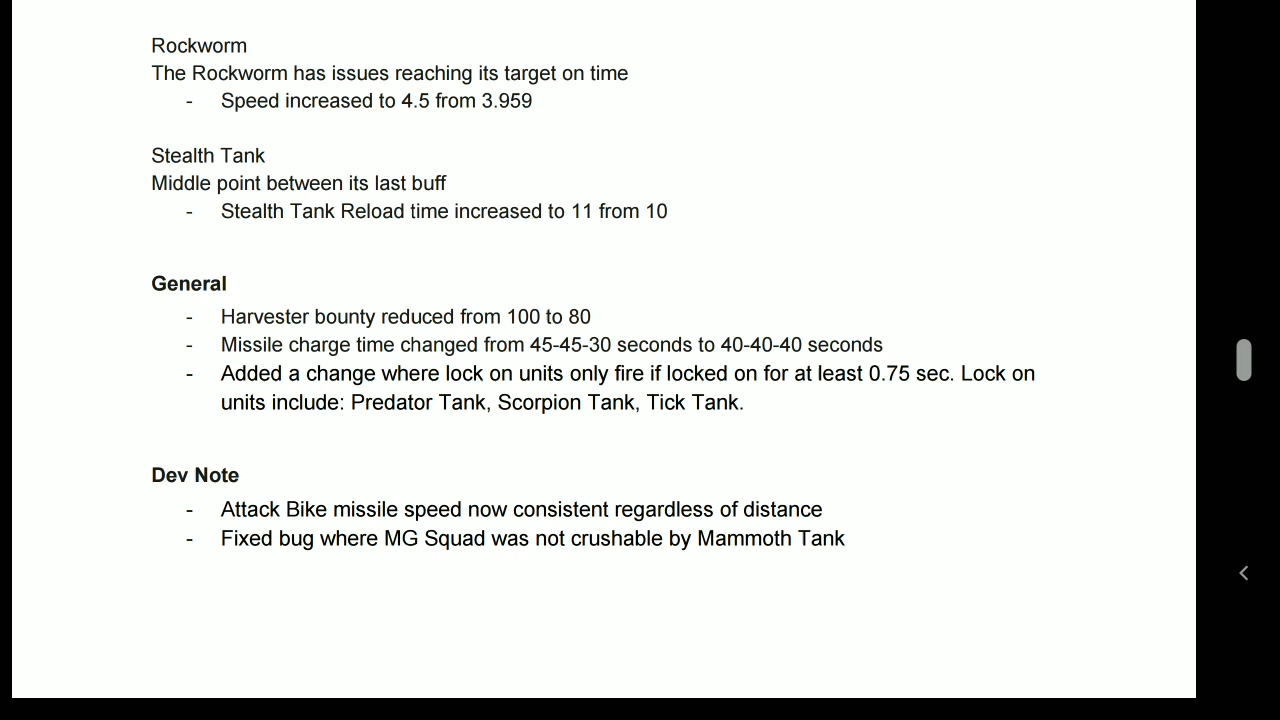 Rockworm
The Rockworm has issues reaching its target on time
- Speed increased to 4.5 from 3.959
Stealth Tank
Middle point between its last buff
- Stealth Tank Reload time increased to 11 from 10
General
- Harvester bounty reduced from 100 to 80
- Missile charge time changed from 45-45-30 seconds to 40-40-40 seconds
- Added a change where lock on units only fire if locked on for at least 0.75 sec. Lock on
units include: Predator Tank, Scorpion Tank, Tick Tank.
Dev Note
- Attack Bike missile speed now consistent regardless of distance
- Fixed bug where MG Squad was not crushable by Mammoth Tank